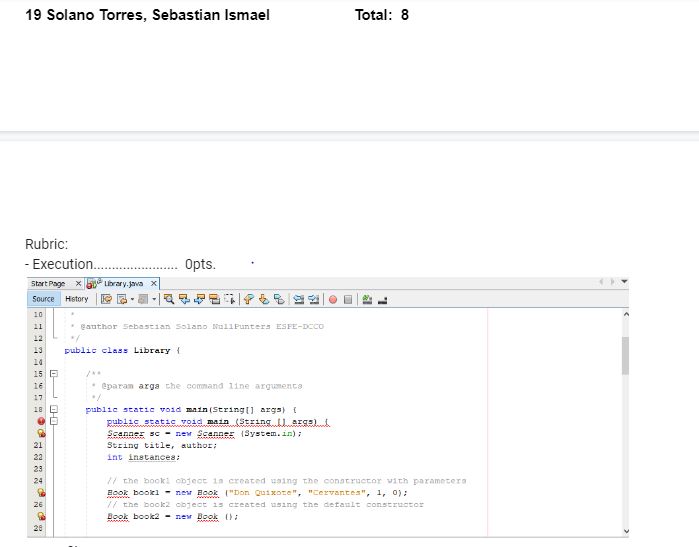 19 Solano Torres, Sebastian Ismael Total: 8
Rubric:
- Execution....................... 0pts.
Start Page Library.java
Source History
10 *
11 * @author Sebastian Solano NullPunters ESPE-DCCO
12 */
13 public class Library {
14
15 /**
16 * @param args the command line arguments
17 */
18 public static void main(String[] args) {
public static void main (String [] args) {
Scanner sc = new Scanner (System.in);
21 String title, author;
22 int instances;
23
24 // the book1 object is created using the constructor with parameters
Book book1 = new Book ("Don Quixote", "Cervantes", 1, 0);
26 // the book2 object is created using the default constructor
Book book2 = new Book ();
28